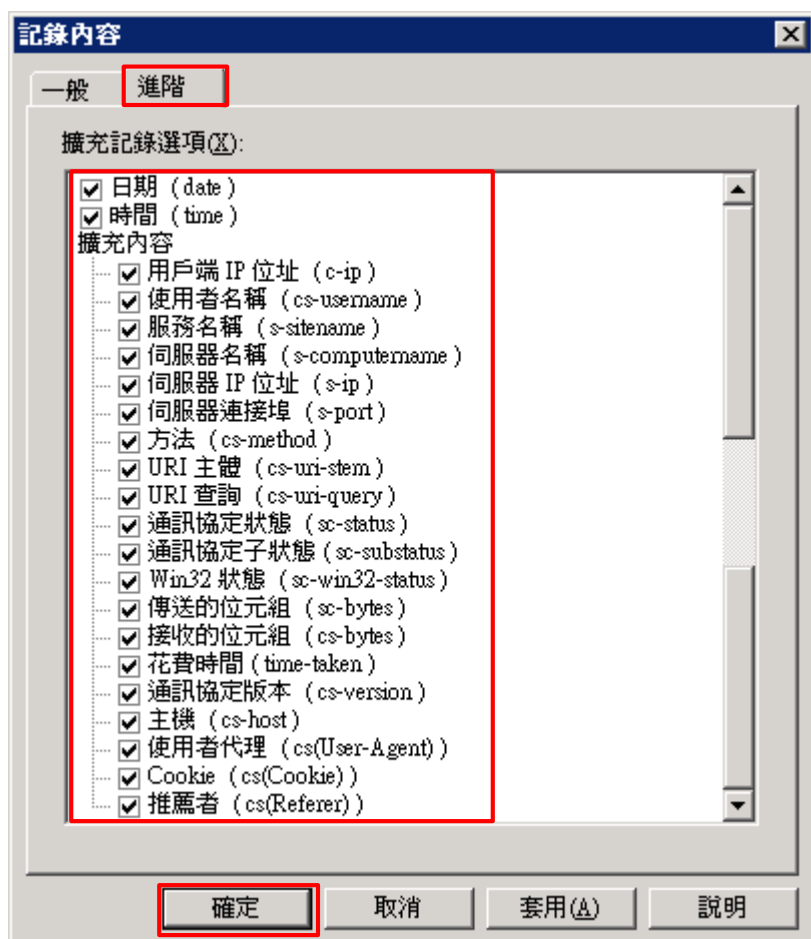 記錄內容
一般 進階
擴充記錄選項(X):
日期 ( date )
時間 ( time )
擴充內容
用戶端 IP 位址 ( c-ip )
使用者名稱 ( cs-username )
服務名稱 ( s-sitename )
伺服器名稱 ( s-computername )
伺服器 IP 位址 ( s-ip )
伺服器連接埠 ( s-port )
方法 ( cs-method )
URI 主體 ( cs-uri-stem )
URI 查詢 ( cs-uri-query )
通訊協定狀態 ( sc-status )
通訊協定子狀態 ( sc-substatus )
Win32 狀態 ( sc-win32-status )
傳送的位元組 ( sc-bytes )
接收的位元組 ( cs-bytes )
花費時間 ( time-taken )
通訊協定版本 ( cs-version )
主機 ( cs-host )
使用者代理 ( cs(User-Agent) )
Cookie ( cs(Cookie) )
推薦者 ( cs(Referer) )
確定 取消 套用(A) 說明